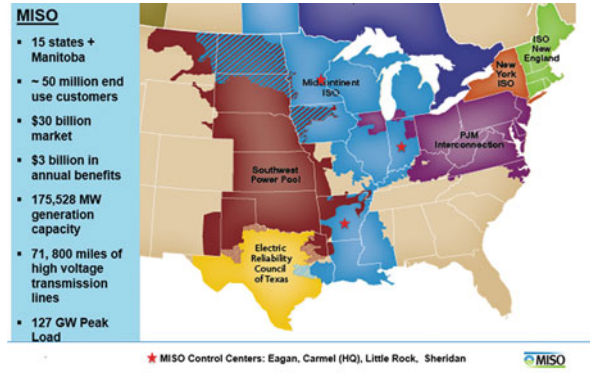 MISO
▪ 15 states +
Manitoba
▪ ~ 50 million end
use customers
▪ $30 billion
market
▪ $3 billion in
annual benefits
▪ 175,528 MW
generation
capacity
▪ 71, 800 miles of
high voltage
transmission
lines
▪ 127 GW Peak
Load
Midcontinent
ISO
ISO
New
England
New
York
ISO
PJM
Interconnection
Southwest
Power Pool
Electric
Reliability
Council
of Texas
MISO Control Centers: Eagan, Carmel (HQ), Little Rock, Sheridan
MISO